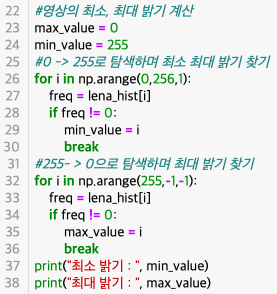 22 #영상의 최소, 최대 밝기 계산
23 max_value = 0
24 min_value = 255
25 #0 -> 255로 탐색하며 최소 최대 밝기 찾기
26 for i in np.arange(0,256,1):
27     freq = lena_hist[i]
28     if freq != 0:
29         min_value = i
30         break
31 #255- > 0으로 탐색하며 최대 밝기 찾기
32 for i in np.arange(255,-1,-1):
33     freq = lena_hist[i]
34     if freq != 0:
35         max_value = i
36         break
37 print("최소 밝기 : ", min_value)
38 print("최대 밝기 : ", max_value)